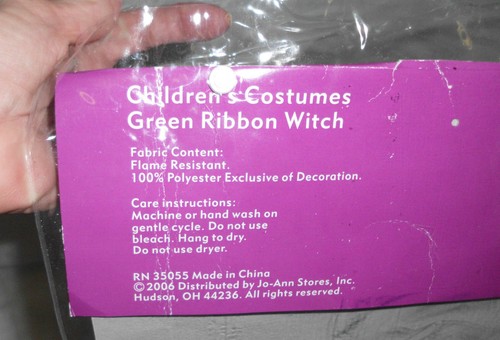 Children's Costumes
Green Ribbon Witch
Fabric Content:
Flame Resistant.
100% Polyester Exclusive of Decoration.
Care instructions:
Machine or hand wash on
gentle cycle. Do not use
bleach. Hang to dry.
Do not use dryer.
RN 35055 Made in China
©2006 Distributed by Jo-Ann Stores, Inc.
Hudson, OH 44236. All rights reserved.